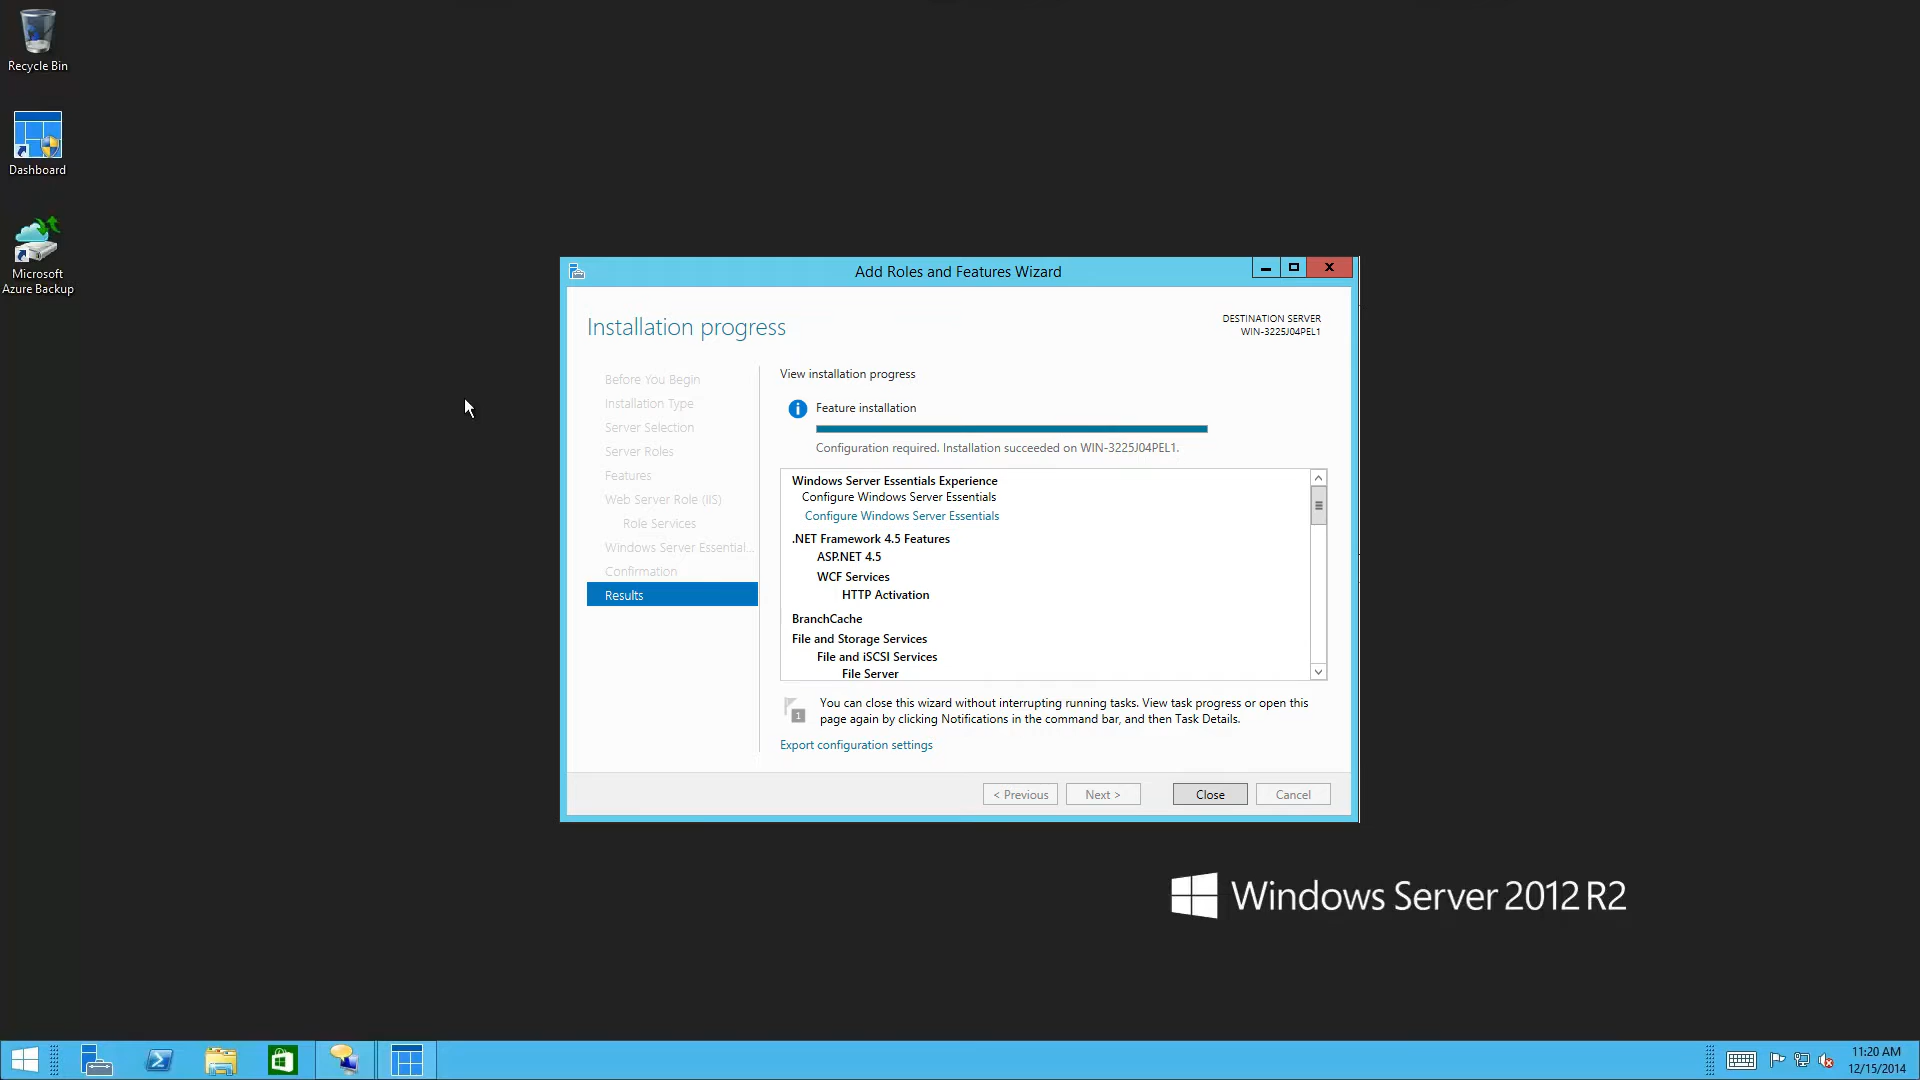 Recycle Bin
Dashboard
Microsoft
Azure Backup
Add Roles and Features Wizard
Installation progress
DESTINATION SERVER
WIN-3225J04PEL1
Before You Begin
Installation Type
Server Selection
Server Roles
Features
Web Server Role (IIS)
Role Services
Windows Server Essential...
Confirmation
Results
View installation progress
Feature installation
Configuration required. Installation succeeded on WIN-3225J04PEL1.
Windows Server Essentials Experience
Configure Windows Server Essentials
Configure Windows Server Essentials
.NET Framework 4.5 Features
ASP.NET 4.5
WCF Services
HTTP Activation
BranchCache
File and Storage Services
File and iSCSI Services
File Server
1
You can close this wizard without interrupting running tasks. View task progress or open this
page again by clicking Notifications in the command bar, and then Task Details.
Export configuration settings
< Previous
Next >
Close
Cancel
Windows Server 2012 R2
11:20 AM
12/15/2014